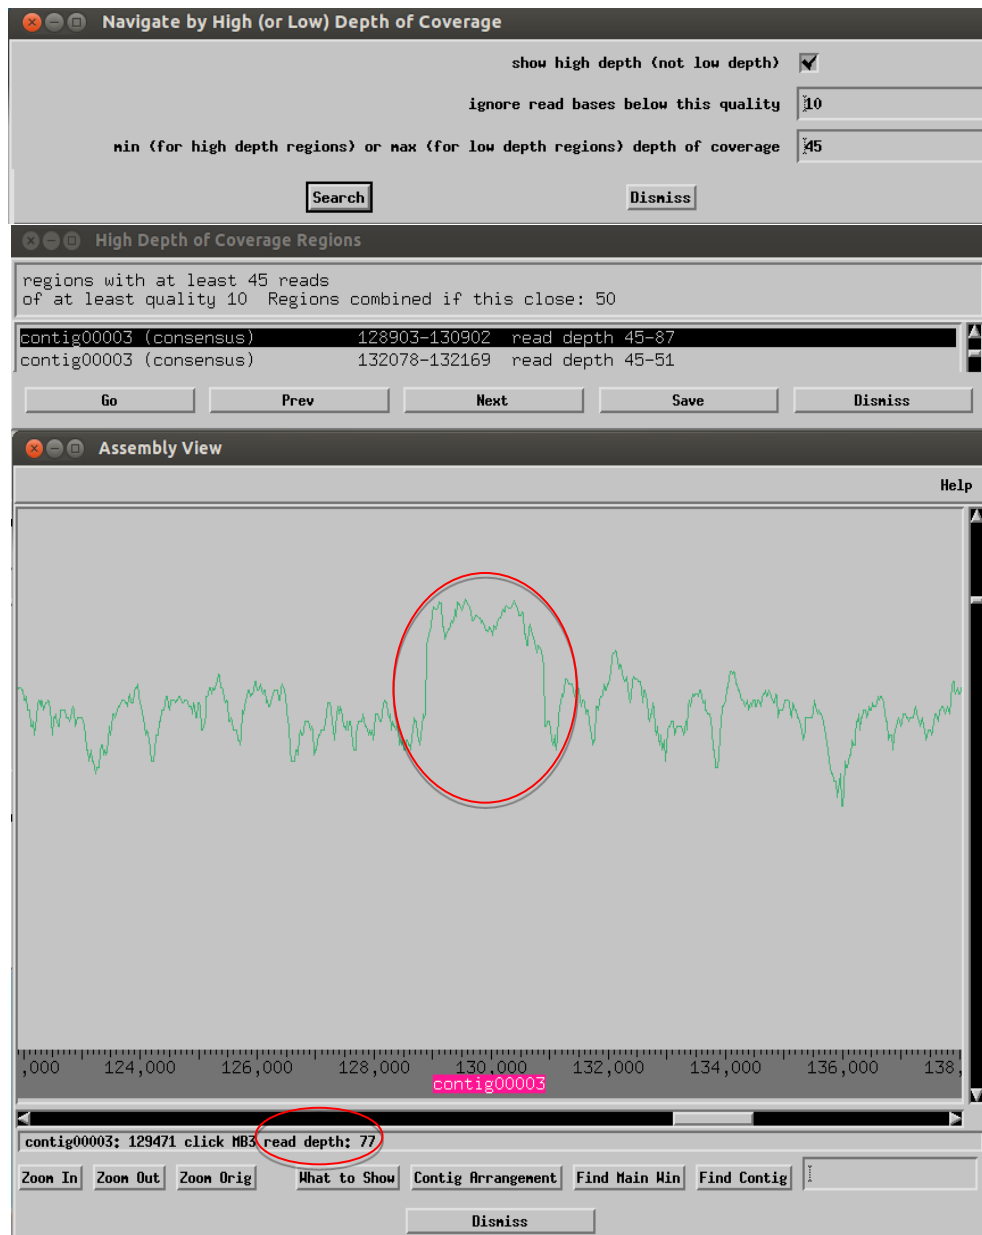 Navigate by High (or Low) Depth of Coverage
show high depth (not low depth)
ignore read bases below this quality 10
min (for high depth regions) or max (for low depth regions) depth of coverage 45
Search Dismiss
High Depth of Coverage Regions
regions with at least 45 reads
of at least quality 10 Regions combined if this close: 50
contig00003 (consensus) 128903-130902 read depth 45-87
contig00003 (consensus) 132078-132169 read depth 45-51
Go Prev Next Save Dismiss
Assembly View
Help
,000 124,000 126,000 128,000 130,000 132,000 134,000 136,000 138,
contig00003
contig00003: 129471 click MB3 read depth: 77
Zoom In Zoom Out Zoom Orig What to Show Contig Arrangement Find Main Win Find Contig
Dismiss